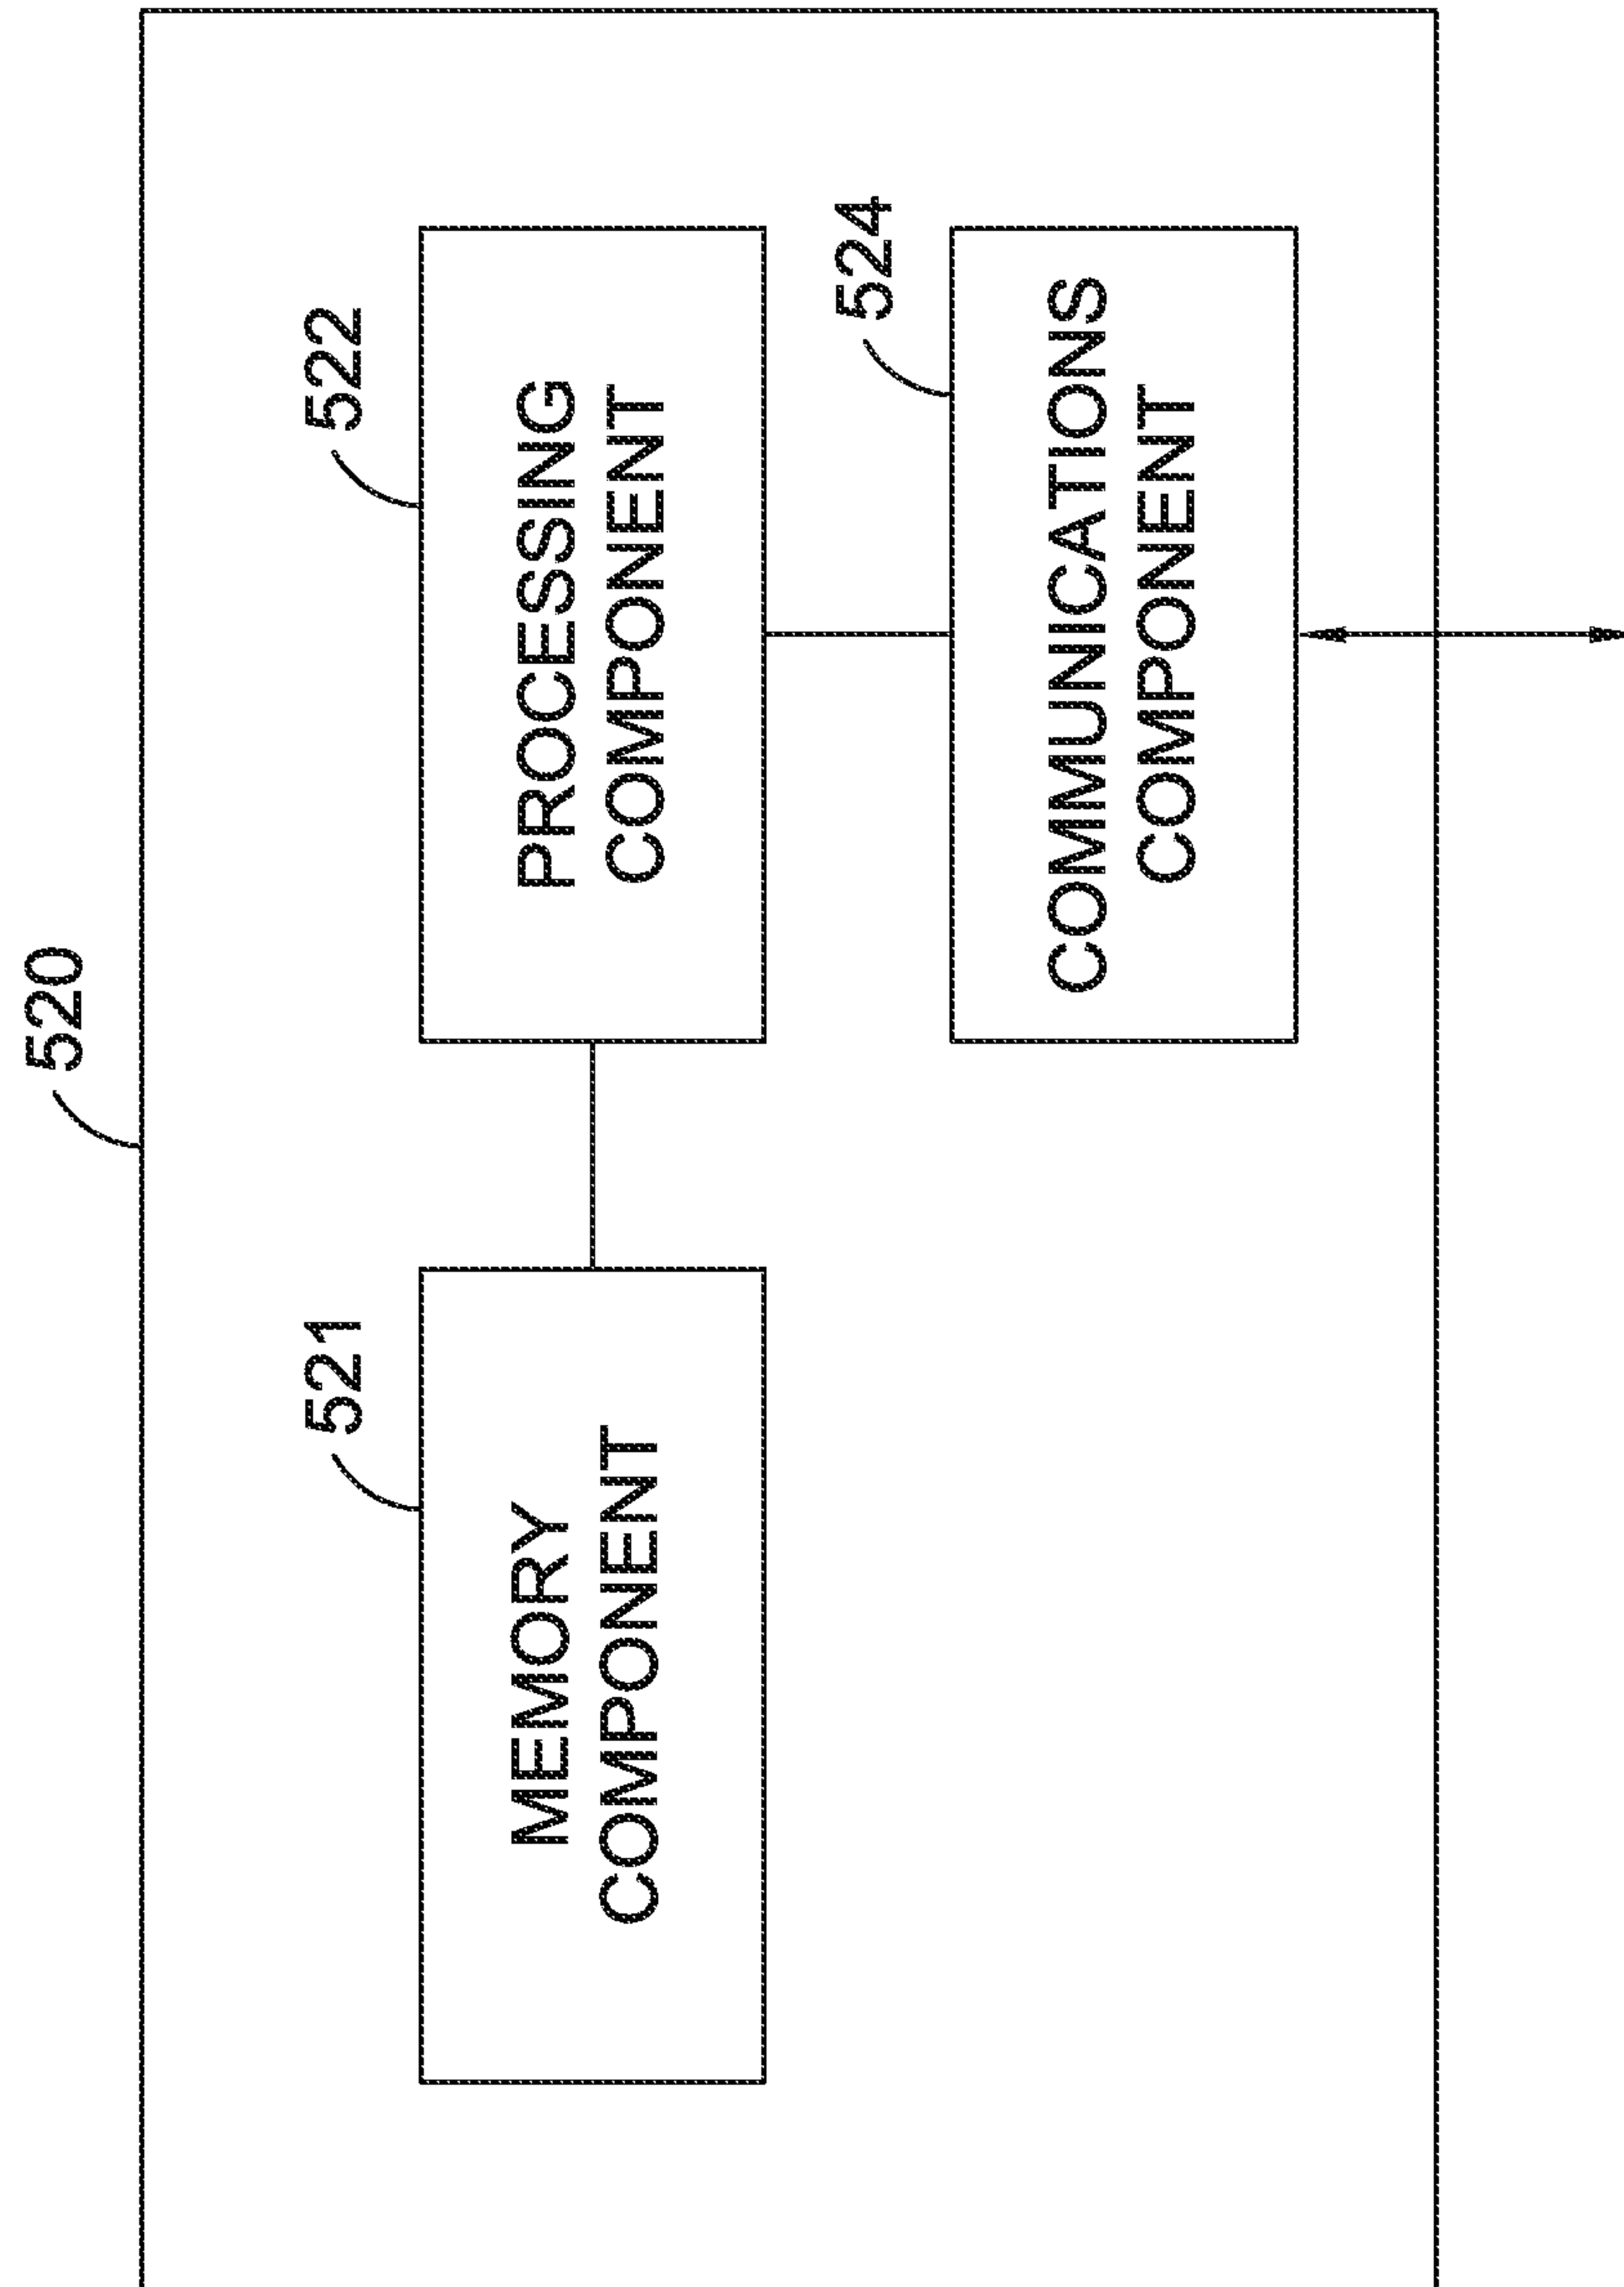 520
521
MEMORY
COMPONENT
522
PROCESSING
COMPONENT
524
COMMUNICATIONS
COMPONENT